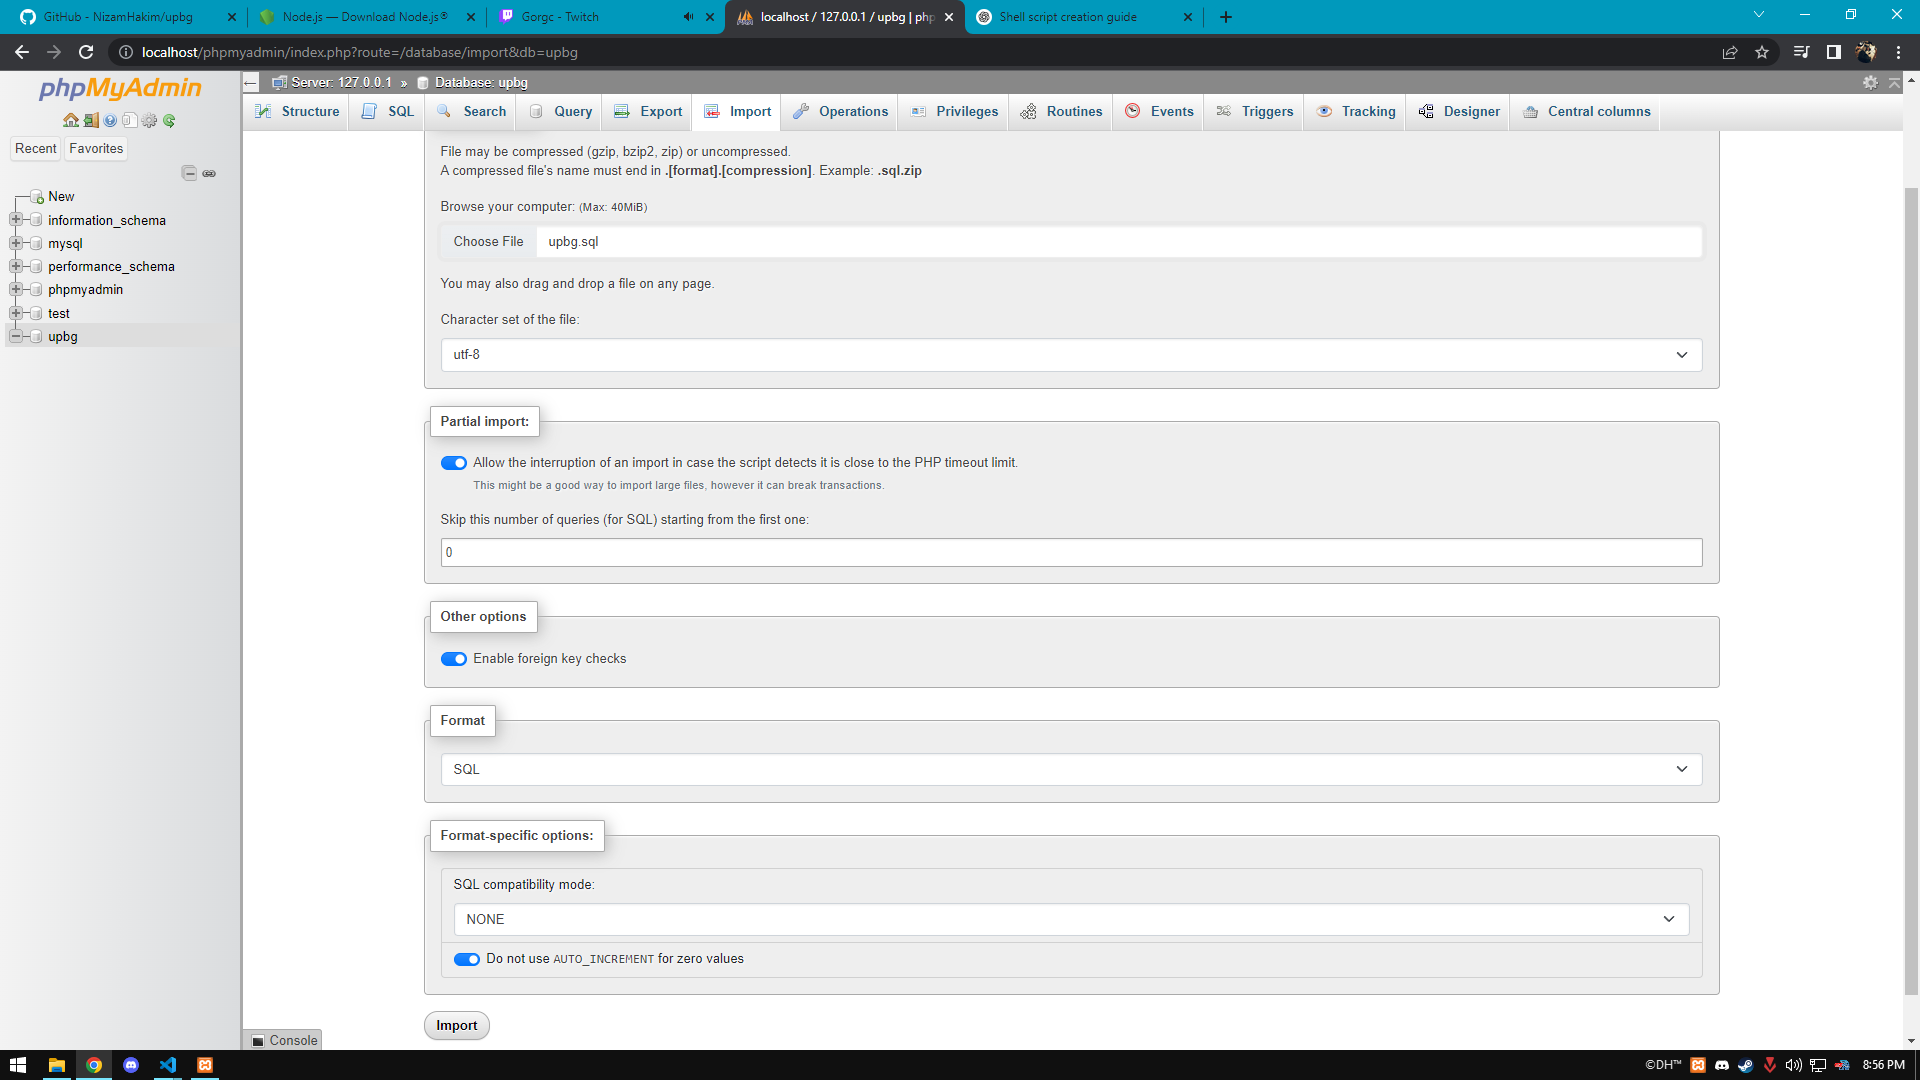 GitHub - NizamHakim/upbg
Node.js — Download Node.js®
Gorgc - Twitch
localhost / 127.0.0.1 / upbg | php
Shell script creation guide
localhost/phpmyadmin/index.php?route=/database/import&db=upbg
phpMyAdmin
Recent
Favorites
New
information_schema
mysql
performance_schema
phpmyadmin
test
upbg
Server: 127.0.0.1 » Database: upbg
Structure
SQL
Search
Query
Export
Import
Operations
Privileges
Routines
Events
Triggers
Tracking
Designer
Central columns
File may be compressed (gzip, bzip2, zip) or uncompressed.
A compressed file's name must end in .[format].[compression]. Example: .sql.zip
Browse your computer: (Max: 40MiB)
Choose File upbg.sql
You may also drag and drop a file on any page.
Character set of the file:
utf-8
Partial import:
Allow the interruption of an import in case the script detects it is close to the PHP timeout limit.
This might be a good way to import large files, however it can break transactions.
Skip this number of queries (for SQL) starting from the first one:
0
Other options
Enable foreign key checks
Format
SQL
Format-specific options:
SQL compatibility mode:
NONE
Do not use AUTO_INCREMENT for zero values
Import
Console
©DH™
8:56 PM